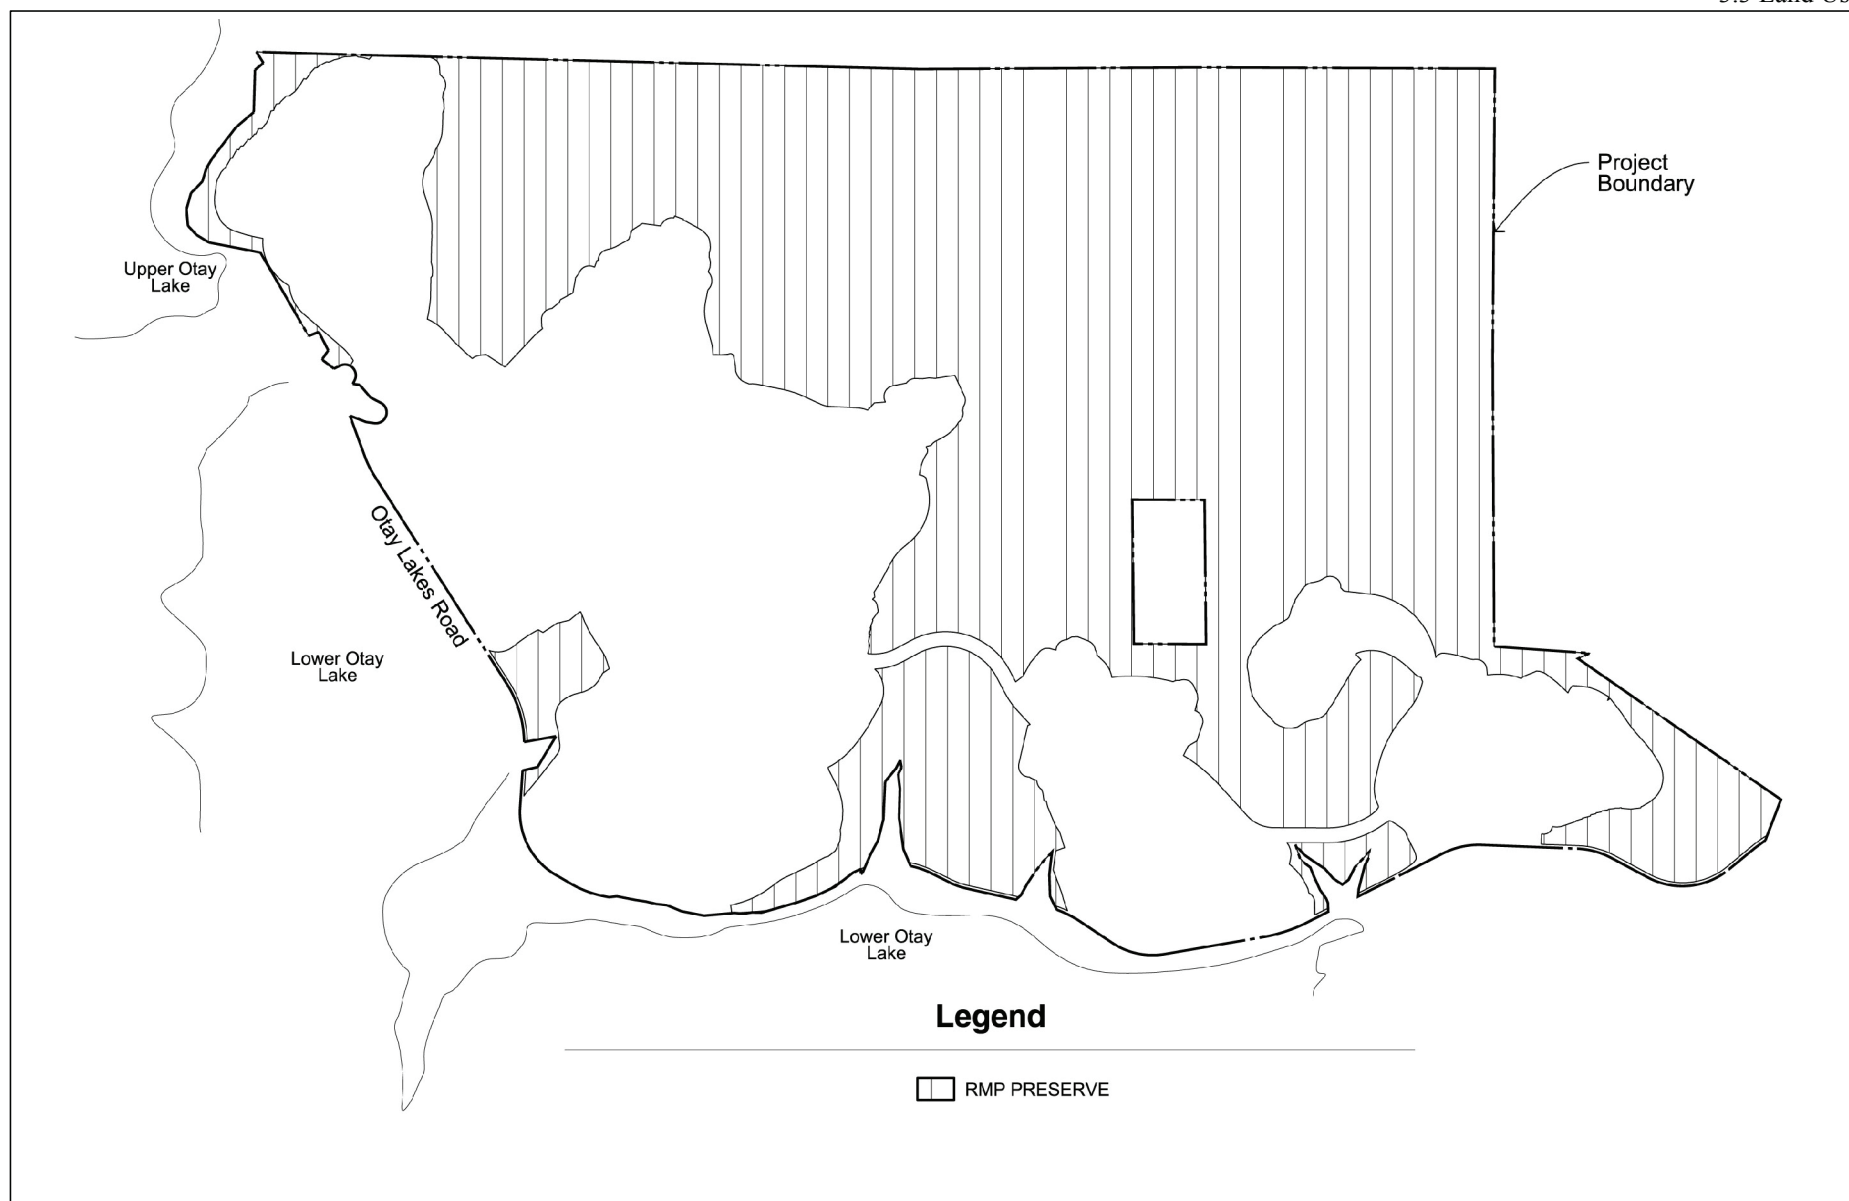 Project
Boundary
Upper Otay
Lake
Otay Lakes Road
Lower Otay
Lake
Lower Otay
Lake
Legend
RMP PRESERVE